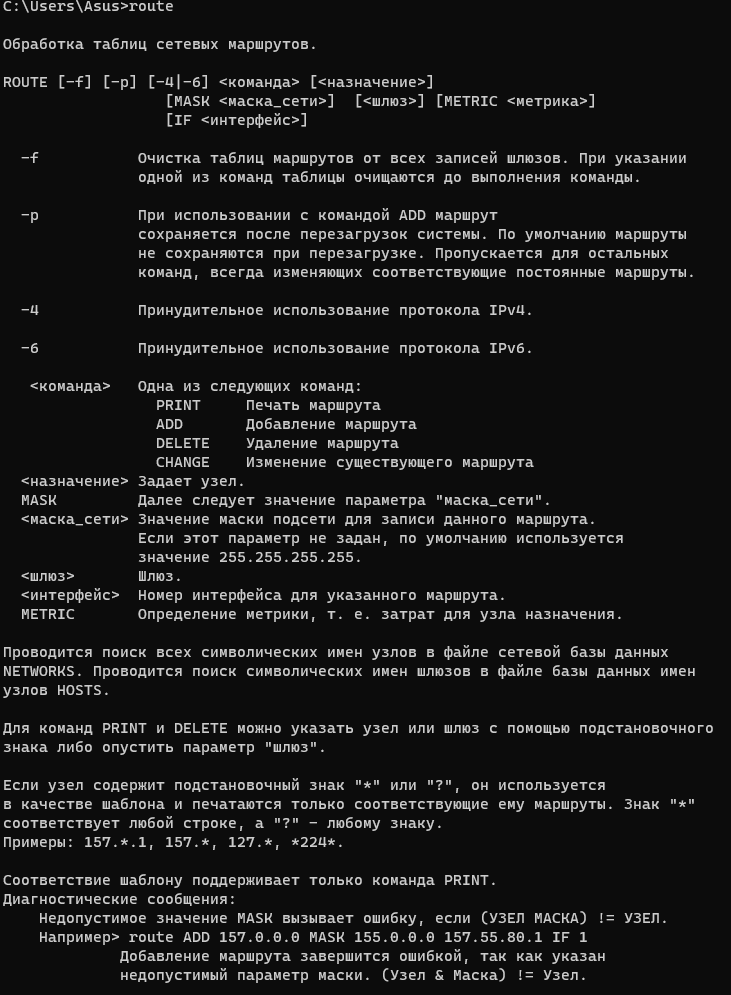 C:\Users\Asus>route
Обработка таблиц сетевых маршрутов.
ROUTE [-f] [-p] [-4|-6] <команда> [<назначение>]
                  [MASK <маска_сети>]  [<шлюз>] [METRIC <метрика>]
                  [IF <интерфейс>]
  -f           Очистка таблиц маршрутов от всех записей шлюзов. При указании
               одной из команд таблицы очищаются до выполнения команды.
  -p           При использовании с командой ADD маршрут
               сохраняется после перезагрузок системы. По умолчанию маршруты
               не сохраняются при перезагрузке. Пропускается для остальных
               команд, всегда изменяющих соответствующие постоянные маршруты.
  -4           Принудительное использование протокола IPv4.
  -6           Принудительное использование протокола IPv6.
   <команда>   Одна из следующих команд:
                 PRINT     Печать маршрута
                 ADD       Добавление маршрута
                 DELETE    Удаление маршрута
                 CHANGE    Изменение существующего маршрута
  <назначение> Задает узел.
  MASK         Далее следует значение параметра "маска_сети".
  <маска_сети> Значение маски подсети для записи данного маршрута.
               Если этот параметр не задан, по умолчанию используется
               значение 255.255.255.255.
  <шлюз>       Шлюз.
  <интерфейс>  Номер интерфейса для указанного маршрута.
  METRIC       Определение метрики, т. е. затрат для узла назначения.
Проводится поиск всех символических имен узлов в файле сетевой базы данных
NETWORKS. Проводится поиск символических имен шлюзов в файле базы данных имен
узлов HOSTS.
Для команд PRINT и DELETE можно указать узел или шлюз с помощью подстановочного
знака либо опустить параметр "шлюз".
Если узел содержит подстановочный знак "*" или "?", он используется
в качестве шаблона и печатаются только соответствующие ему маршруты. Знак "*"
соответствует любой строке, а "?" - любому знаку.
Примеры: 157.*.1, 157.*, 127.*, *224*.
Соответствие шаблону поддерживает только команда PRINT.
Диагностические сообщения:
    Недопустимое значение MASK вызывает ошибку, если (УЗЕЛ МАСКА) != УЗЕЛ.
    Например> route ADD 157.0.0.0 MASK 155.0.0.0 157.55.80.1 IF 1
             Добавление маршрута завершится ошибкой, так как указан
             недопустимый параметр маски. (Узел & Маска) != Узел.